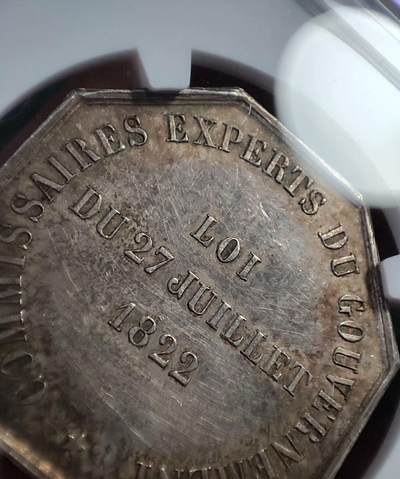 COMMISSAIRES EXPERTS DU GOUVERNEMENT
LOI
DU 27 JUILLET
1822